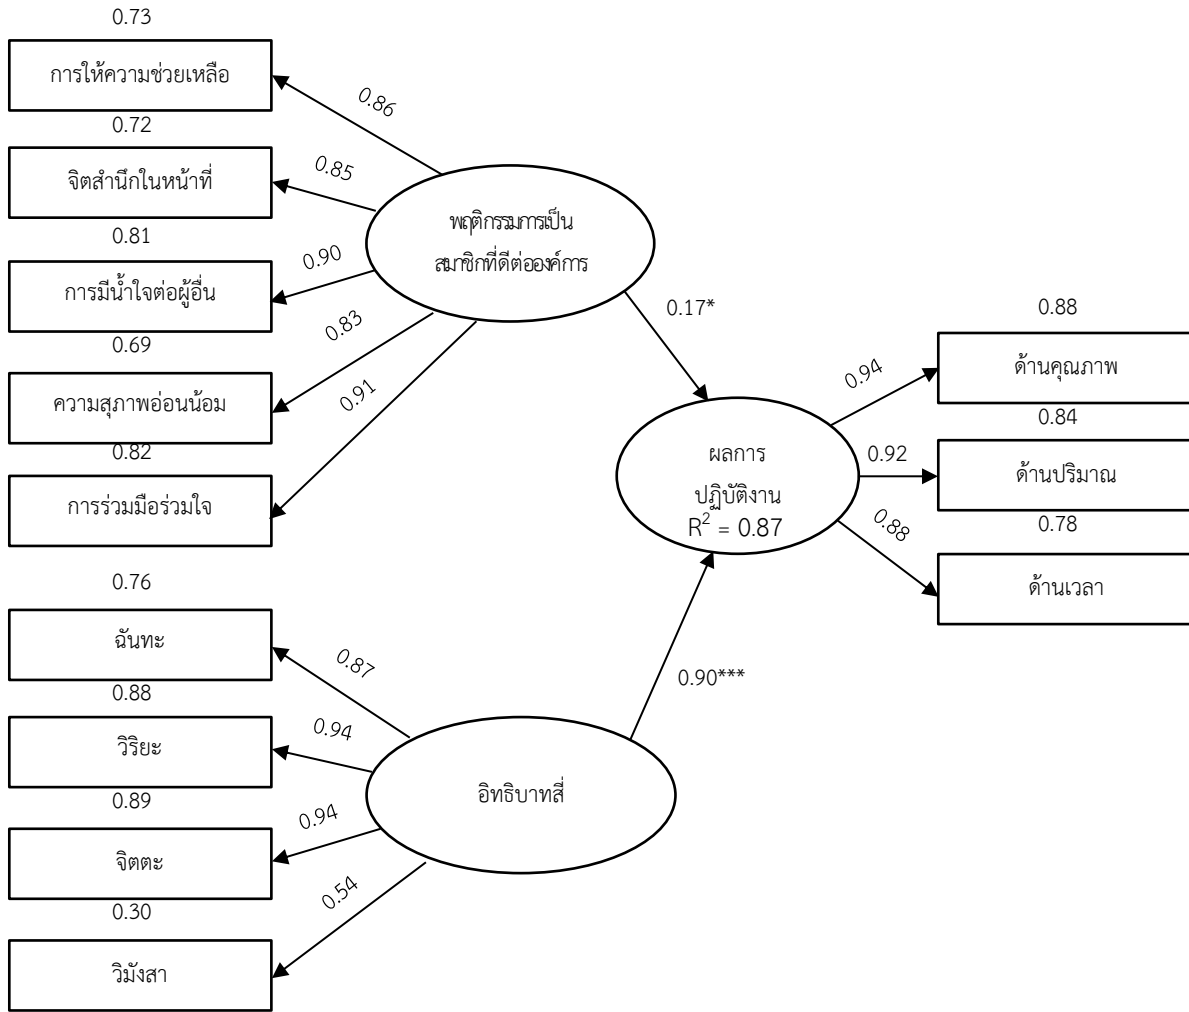 0.73
การให้ความช่วยเหลือ
0.86
0.72
จิตสำนึกในหน้าที่
0.85
0.81
การมีน้ำใจต่อผู้อื่น
0.90
0.69
ความสุภาพอ่อนน้อม
0.83
0.82
การร่วมมือร่วมใจ
0.91
พฤติกรรมการเป็น
สมาชิกที่ดีต่อองค์การ
0.17*
0.76
ฉันทะ
0.87
0.88
วิริยะ
0.94
0.89
จิตตะ
0.94
0.30
วิมังสา
0.54
อิทธิบาทสี่
0.90***
ผลการ
ปฏิบัติงาน
R² = 0.87
0.88
ด้านคุณภาพ
0.94
0.84
ด้านปริมาณ
0.92
0.78
ด้านเวลา
0.88